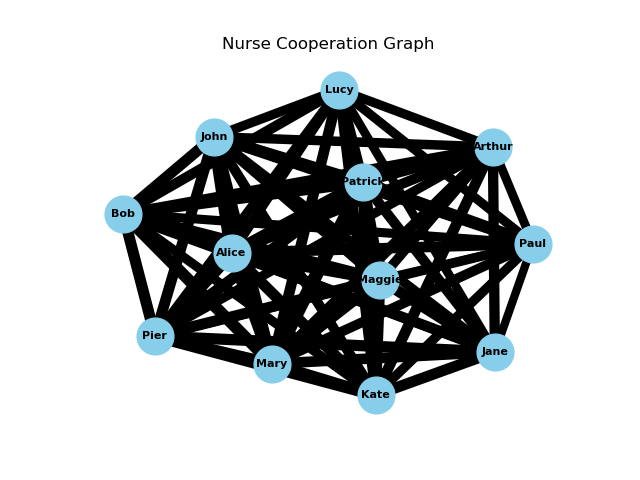 Nurse Cooperation Graph
Lucy
John
Arthur
Patrick
Bob
Paul
Alice
Maggie
Pier
Jane
Mary
Kate